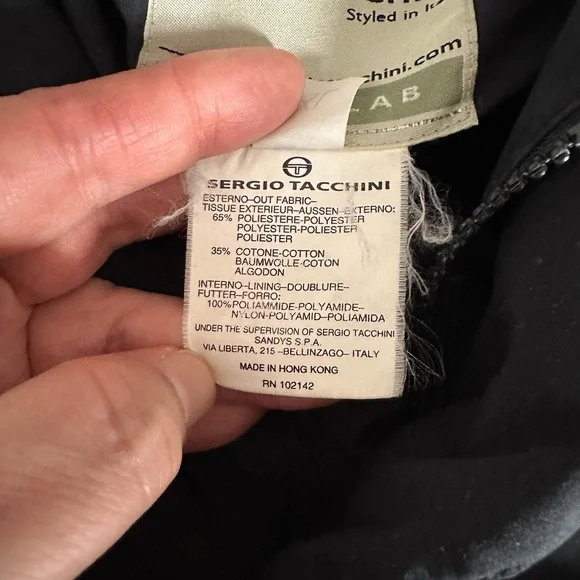 Styled in
chini.com
LAB
SERGIO TACCHINI
ESTERNO-OUT FABRIC-
TISSUE EXTERIEUR-AUSSEN-EXTERNO:
65% POLIESTERE-POLYESTER
POLYESTER-POLIESTER
POLIESTER
35% COTONE-COTTON
BAUMWOLLE-COTON
ALGODON
INTERNO-LINING-DOUBLURE-
FUTTER-FORRO:
100%POLIAMMIDE-POLYAMIDE-
NYLON-POLYAMID-POLIAMIDA
UNDER THE SUPERVISION OF SERGIO TACCHINI
SANDYS S.P.A.
VIA LIBERTA, 215 -BELLINZAGO- ITALY
MADE IN HONG KONG
RN 102142